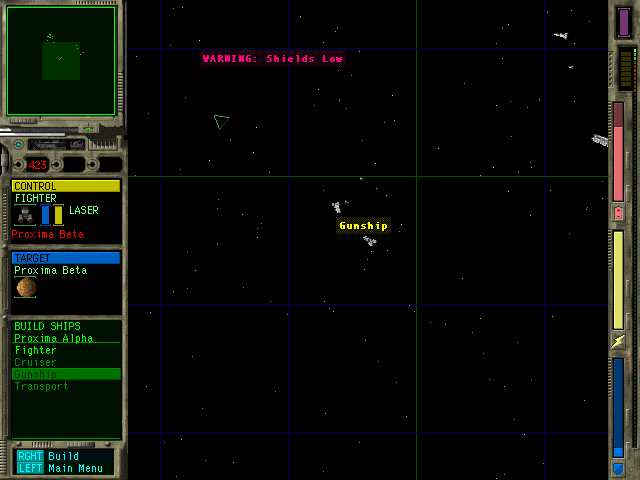 WARNING: Shields Low
423
CONTROL
FIGHTER
LASER
Proxima Beta
Gunship
TARGET
Proxima Beta
BUILD SHIPS
Proxima Alpha
Fighter
Cruiser
Gunship
Transport
RGHT Build
LEFT Main Menu